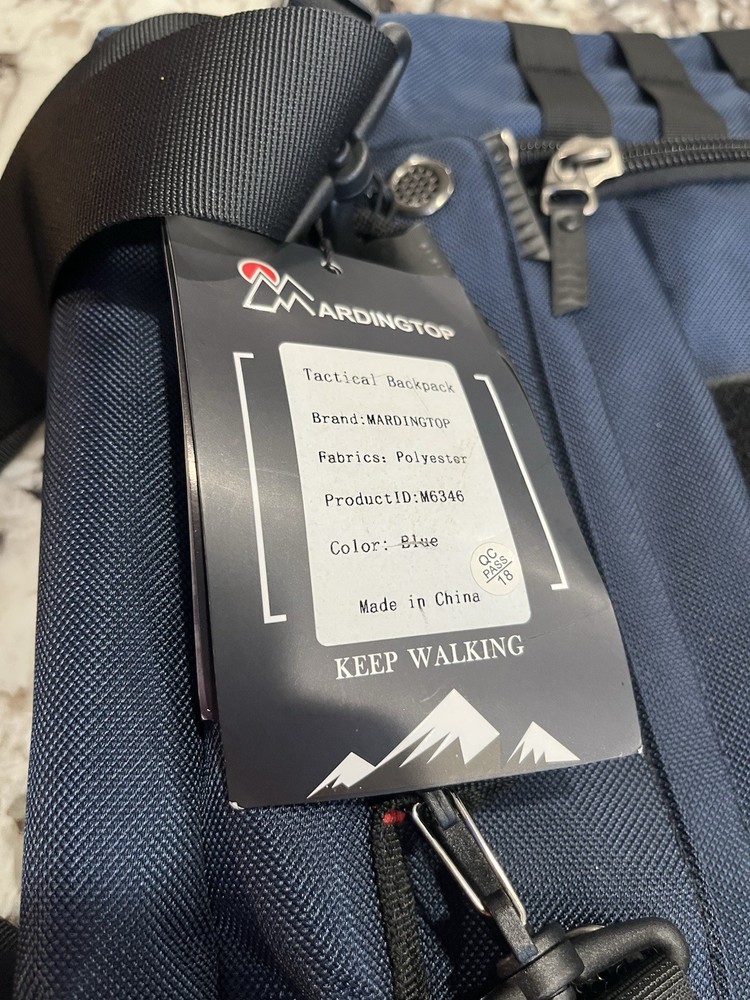 MARDINGTOP
Tactical Backpack
Brand:MARDINGTOP
Fabrics: Polyester
ProductID:M6346
Color: Blue
QC
PASS
18
Made in China
KEEP WALKING